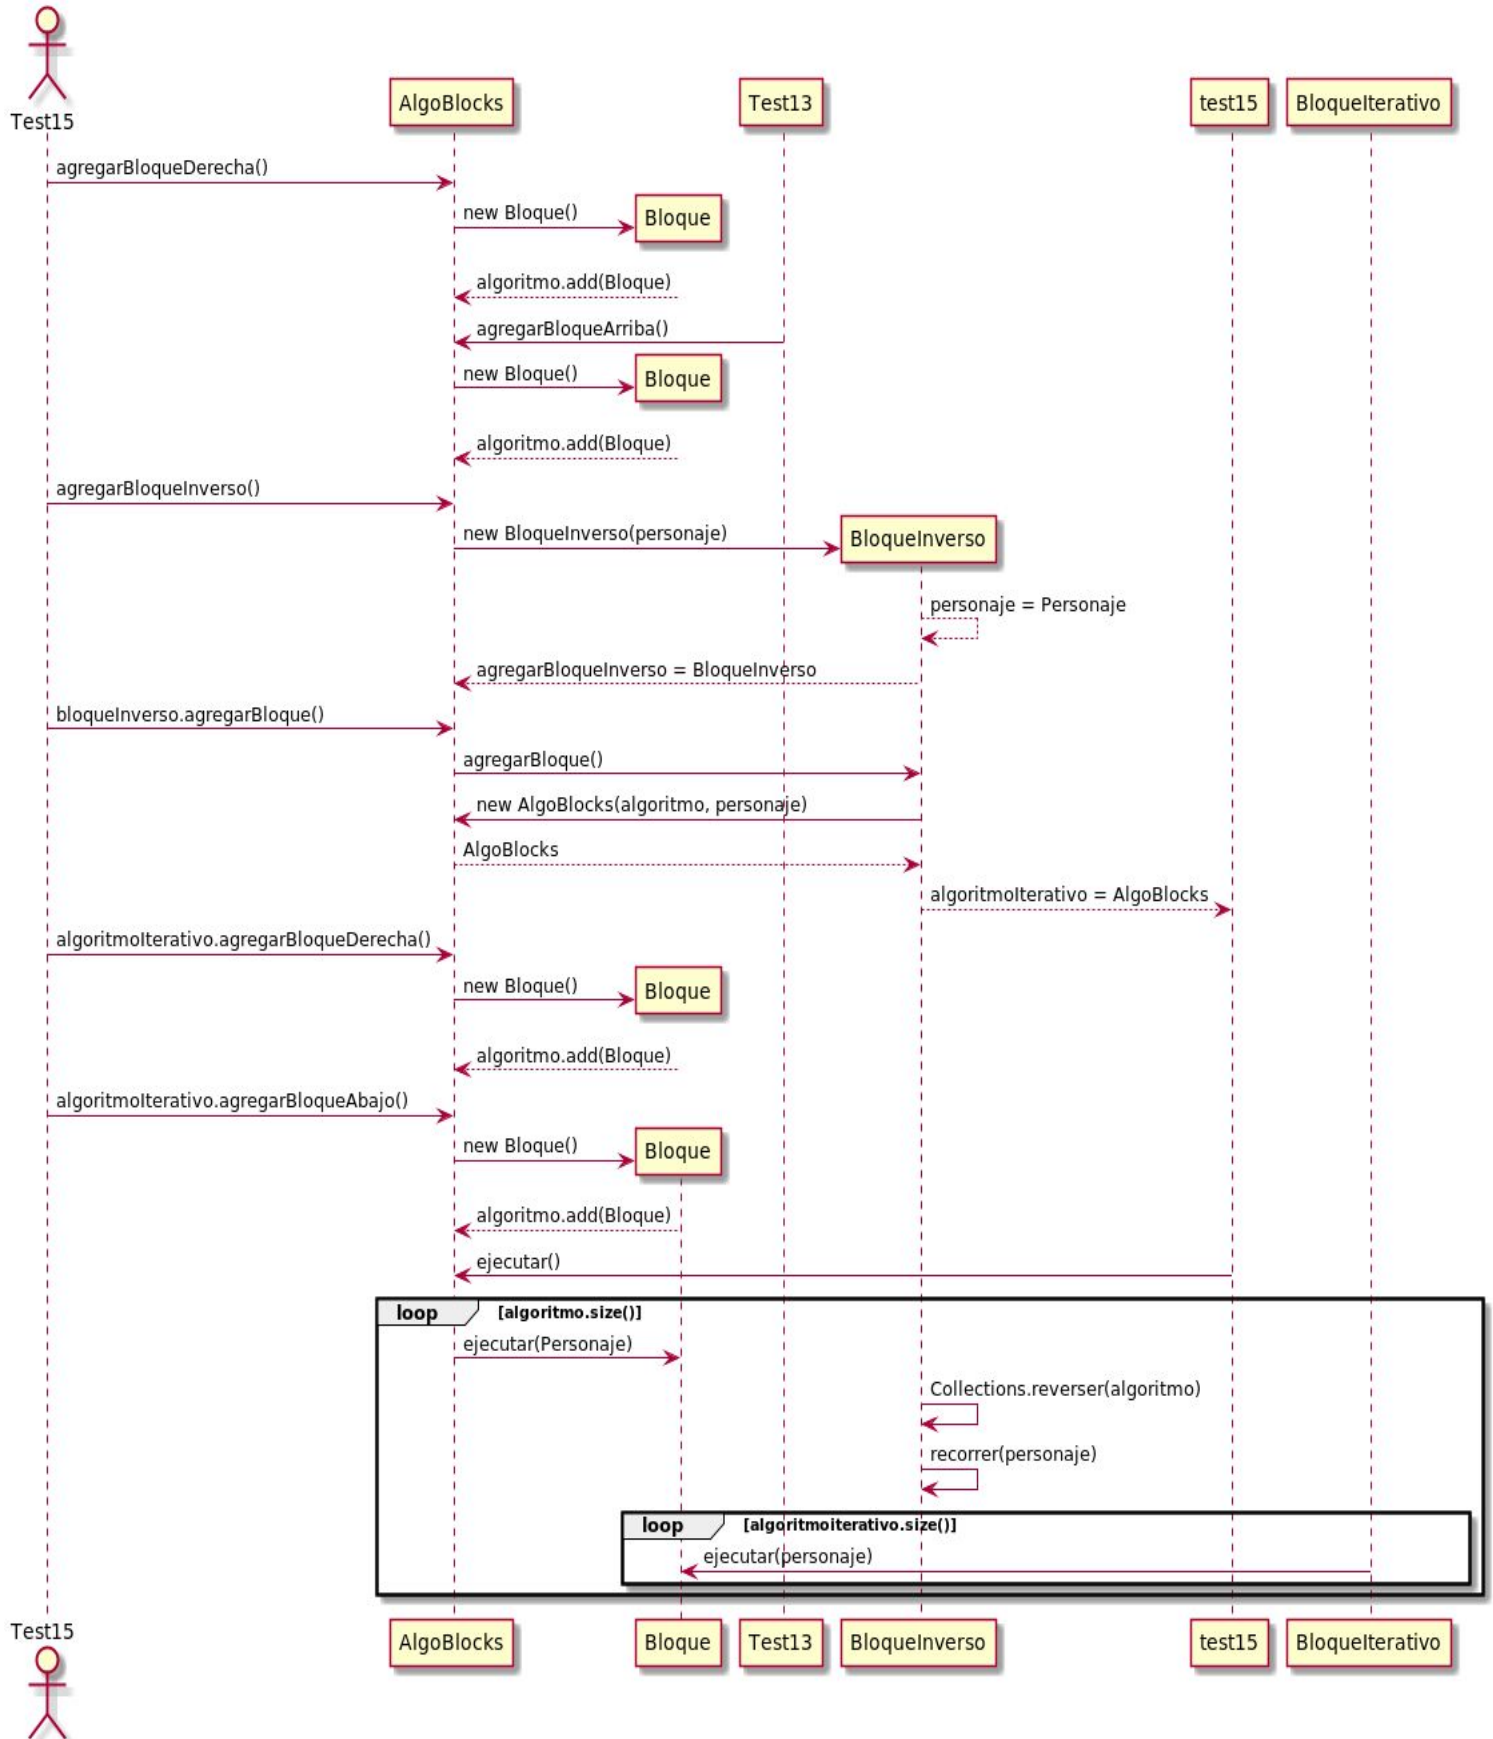 Test15
AlgoBlocks
Test13
test15
BloqueIterativo
agregarBloqueDerecha()
new Bloque()
Bloque
algoritmo.add(Bloque)
agregarBloqueArriba()
new Bloque()
Bloque
algoritmo.add(Bloque)
agregarBloqueInverso()
new BloqueInverso(personaje)
BloqueInverso
personaje = Personaje
agregarBloqueInverso = BloqueInverso
bloqueInverso.agregarBloque()
agregarBloque()
new AlgoBlocks(algoritmo, personaje)
AlgoBlocks
algoritmoIterativo = AlgoBlocks
algoritmoIterativo.agregarBloqueDerecha()
new Bloque()
Bloque
algoritmo.add(Bloque)
algoritmoIterativo.agregarBloqueAbajo()
new Bloque()
Bloque
algoritmo.add(Bloque)
ejecutar()
loop [algoritmo.size()]
ejecutar(Personaje)
Collections.reverser(algoritmo)
recorrer(personaje)
loop [algoritmoiterativo.size()]
ejecutar(personaje)
Test15
AlgoBlocks
Bloque
Test13
BloqueInverso
test15
BloqueIterativo